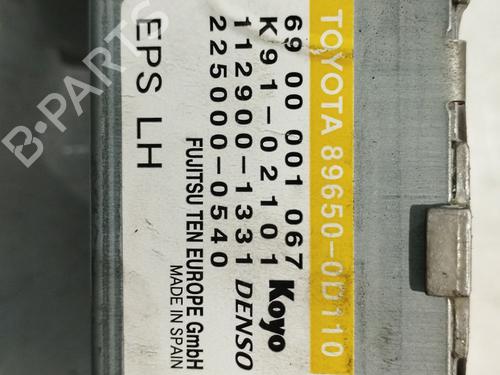 TOYOTA 89650-0D110
69 00 001 067
K91-02101 Koyo
112900-1331 DENSO
225000-0540
FUJITSU TEN EUROPE GmbH
MADE IN SPAIN
EPS LH
B-PARTS